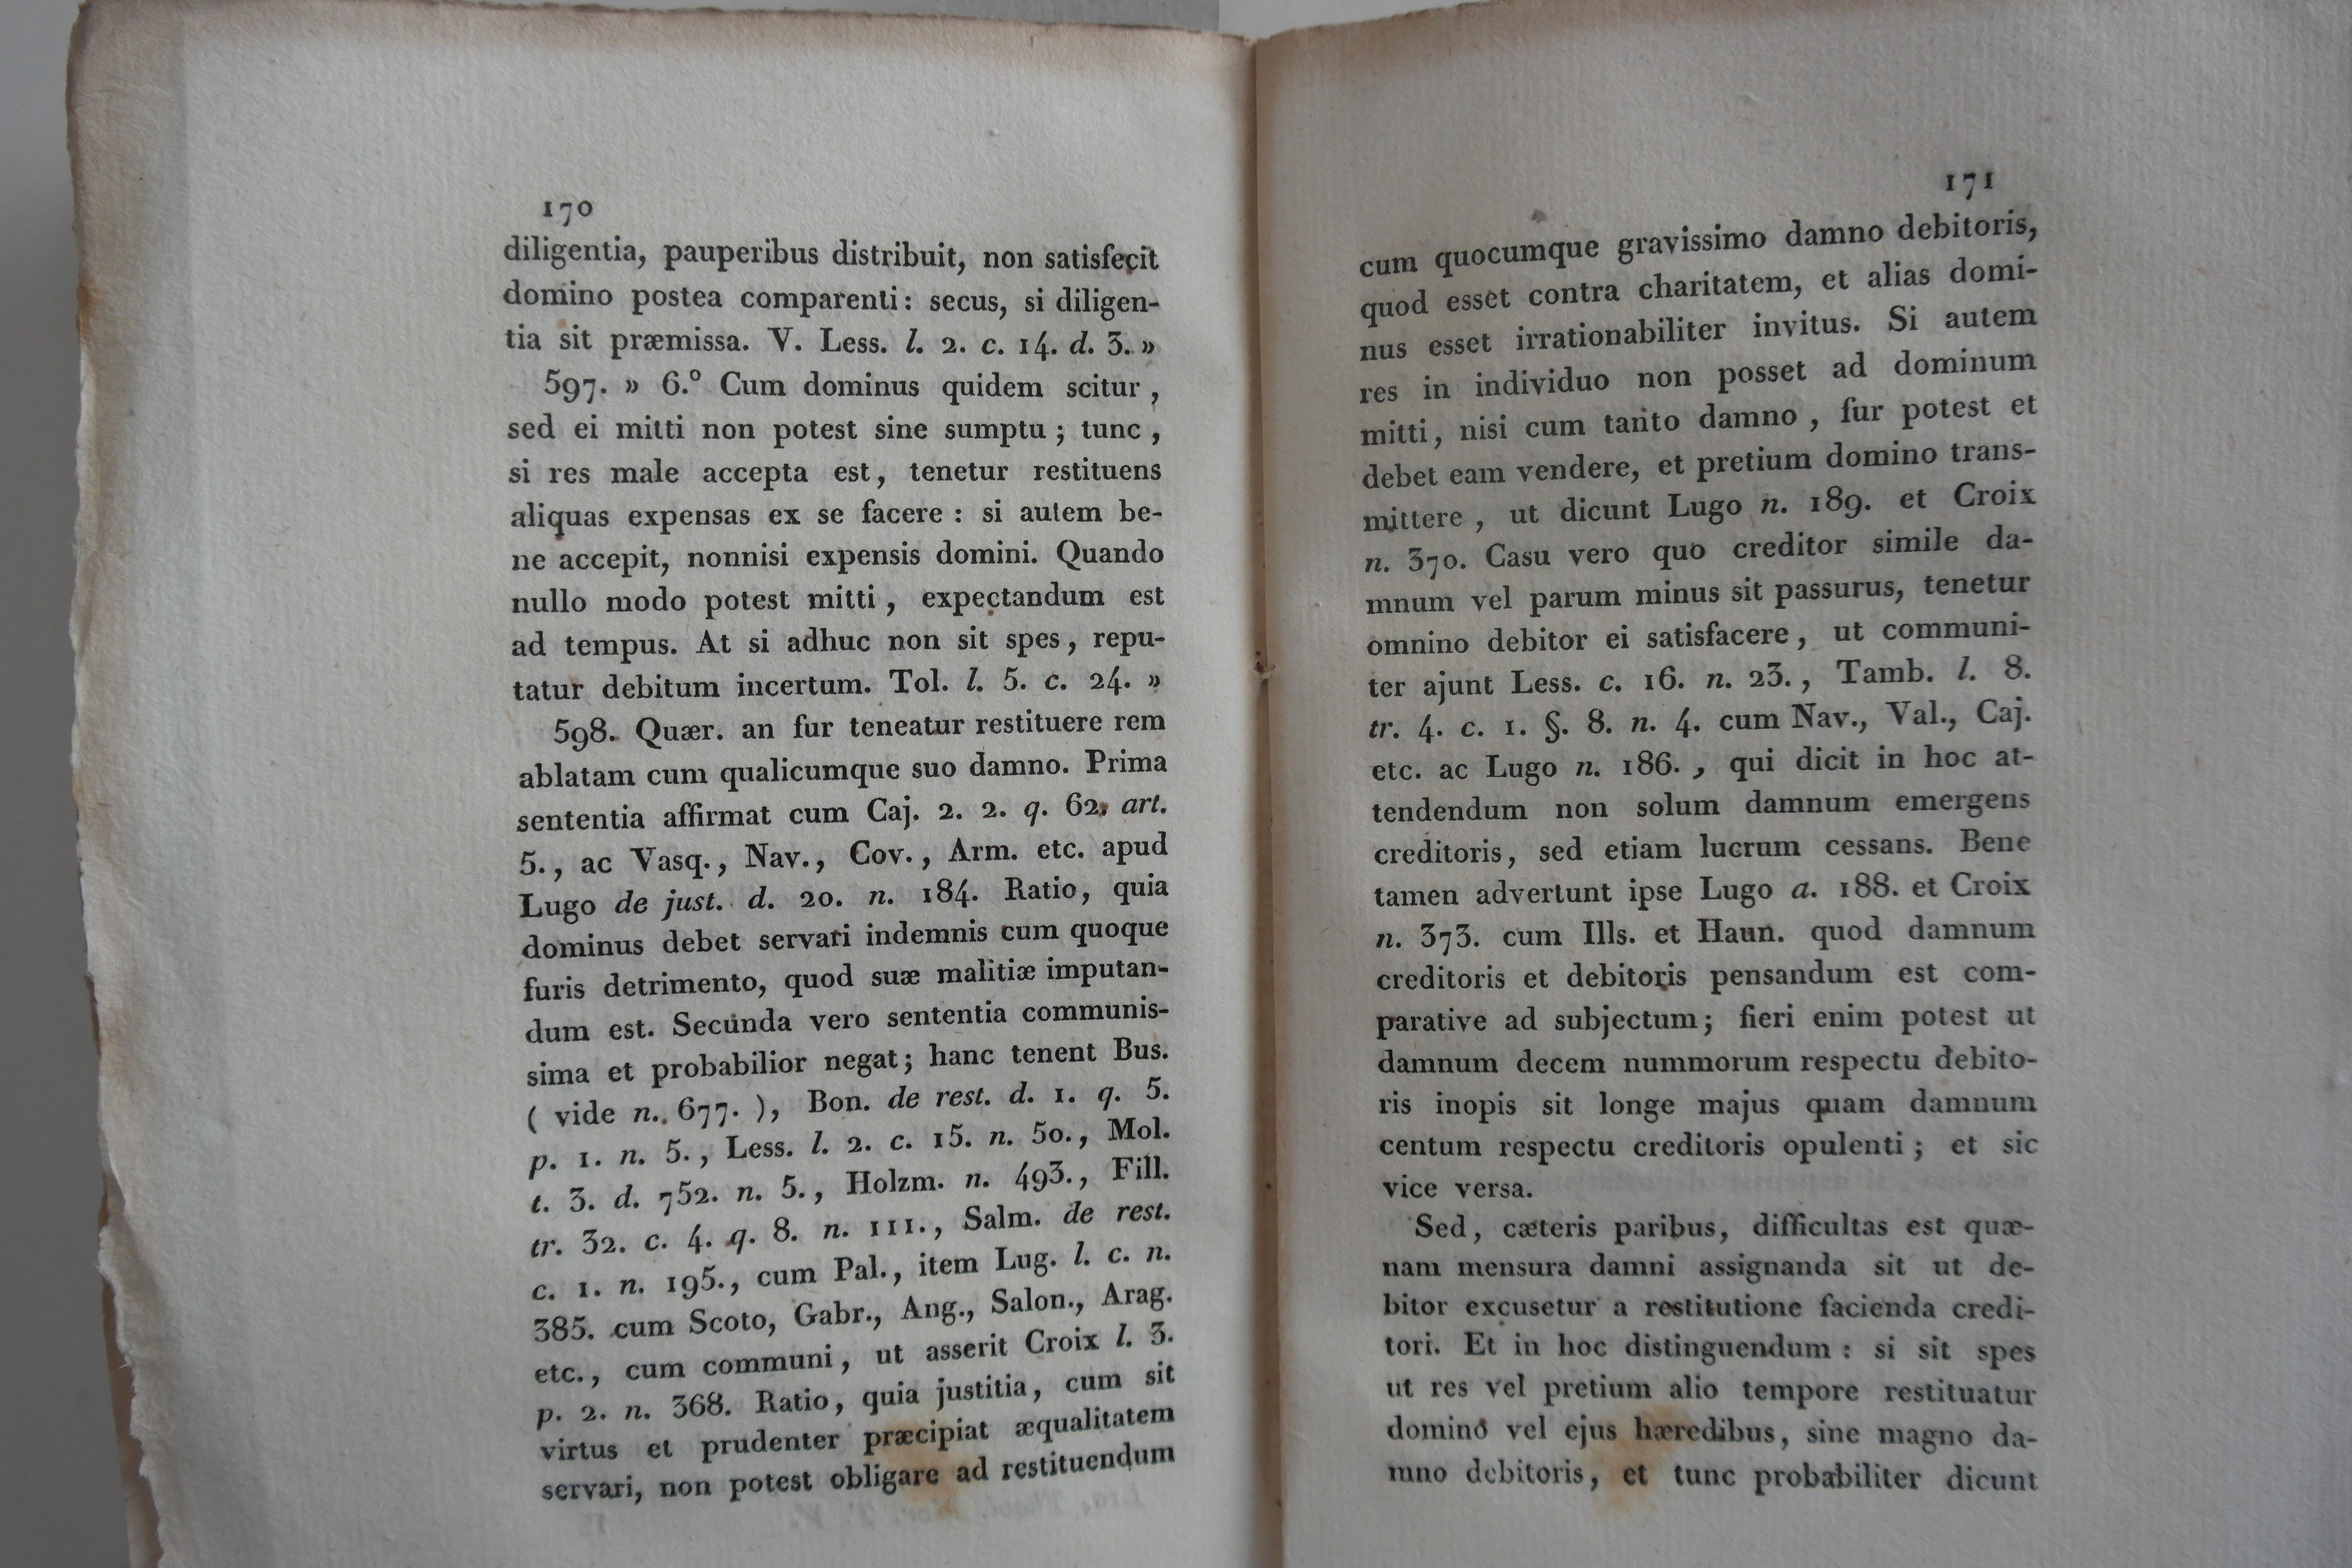 170
diligentia, pauperibus distribuit, non satisfecit
domino postea comparenti : secus, si diligen-
tia sit præmissa. V. Less. l. 2. c. 14. d. 3. »
597. » 6.º Cum dominus quidem scitur ,
sed ei mitti non potest sine sumptu ; tunc ,
si res male accepta est, tenetur restituens
aliquas expensas ex se facere : si autem be-
ne accepit, nonnisi expensis domini. Quando
nullo modo potest mitti , expectandum est
ad tempus. At si adhuc non sit spes , repu-
tatur debitum incertum. Tol. l. 5. c. 24. »
598. Quær. an fur teneatur restituere rem
ablatam cum qualicumque suo damno. Prima
sententia affirmat cum Caj. 2. 2. q. 62. art.
5., ac Vasq., Nav., Cov., Arm. etc. apud
Lugo de just. d. 20. n. 184. Ratio, quia
dominus debet servari indemnis cum quoque
furis detrimento, quod suæ malitiæ imputan-
dum est. Secunda vero sententia communis-
sima et probabilior negat ; hanc tenent Bus.
( vide n. 677. ), Bon. de rest. d. 1. q. 5.
p. 1. n. 5., Less. l. 2. c. 15. n. 50., Mol.
t. 3. d. 752. n. 5., Holzm. n. 493., Fill.
tr. 32. c. 4. q. 8. n. 111., Salm. de rest.
c. 1. n. 195., cum Pal., item Lug. l. c. n.
385. cum Scoto, Gabr., Ang., Salon., Arag.
etc., cum communi , ut asserit Croix l. 3.
p. 2. n. 368. Ratio, quia justitia, cum sit
virtus et prudenter præcipiat æqualitatem
servari, non potest obligare ad restituendum
171
cum quocumque gravissimo damno debitoris,
quod esset contra charitatem, et alias domi-
nus esset irrationabiliter invitus. Si autem
res in individuo non posset ad dominum
mitti, nisi cum tanto damno , fur potest et
debet eam vendere, et pretium domino trans-
mittere , ut dicunt Lugo n. 189. et Croix
n. 370. Casu vero quo creditor simile da-
mnum vel parum minus sit passurus, tenetur
omnino debitor ei satisfacere , ut communi-
ter ajunt Less. c. 16. n. 23., Tamb. l. 8.
tr. 4. c. 1. §. 8. n. 4. cum Nav., Val., Caj.
etc. ac Lugo n. 186. , qui dicit in hoc at-
tendendum non solum damnum emergens
creditoris, sed etiam lucrum cessans. Bene
tamen advertunt ipse Lugo a. 188. et Croix
n. 373. cum Ills. et Haun. quod damnum
creditoris et debitoris pensandum est com-
parative ad subjectum ; fieri enim potest ut
damnum decem nummorum respectu debito-
ris inopis sit longe majus quam damnum
centum respectu creditoris opulenti ; et sic
vice versa.
Sed, cæteris paribus, difficultas est quæ-
nam mensura damni assignanda sit ut de-
bitor excusetur a restitutione facienda credi-
tori. Et in hoc distinguendum : si sit spes
ut res vel pretium alio tempore restituatur
domino vel ejus hæredibus, sine magno da-
mno debitoris, et tunc probabiliter dicunt